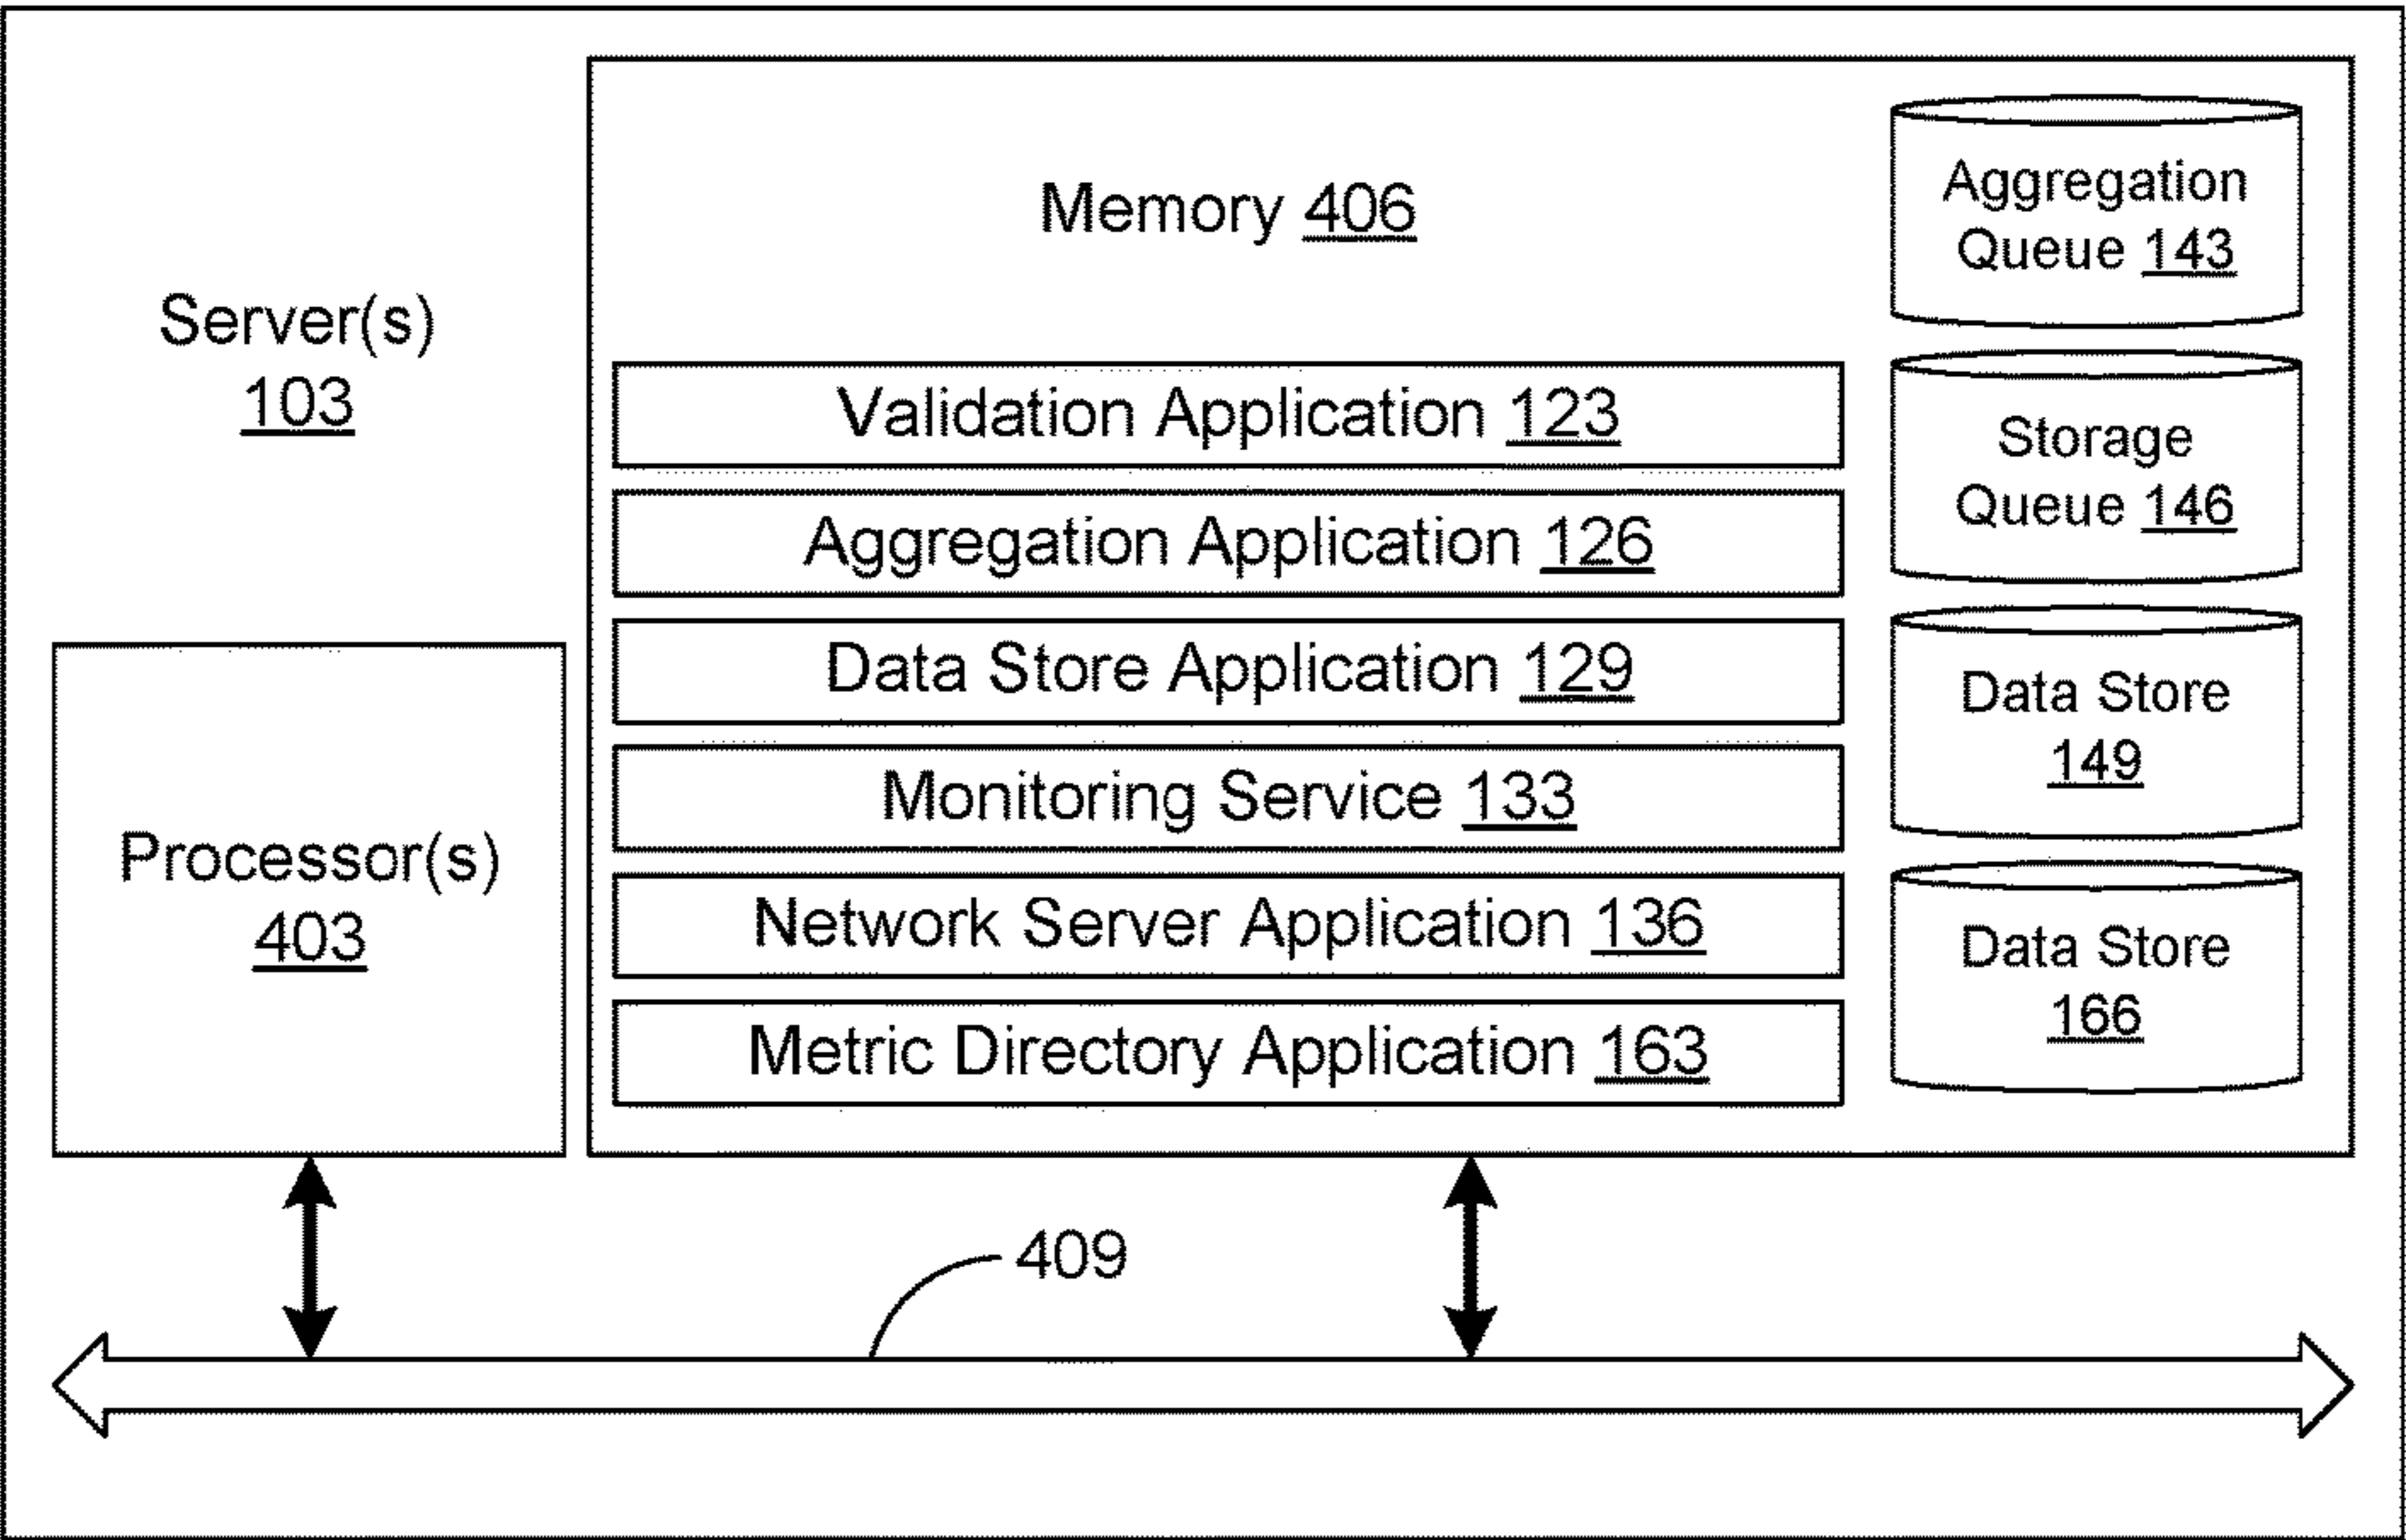 Server(s)
103
Processor(s)
403
Memory 406
Validation Application 123
Aggregation Application 126
Data Store Application 129
Monitoring Service 133
Network Server Application 136
Metric Directory Application 163
Aggregation
Queue 143
Storage
Queue 146
Data Store
149
Data Store
166
409